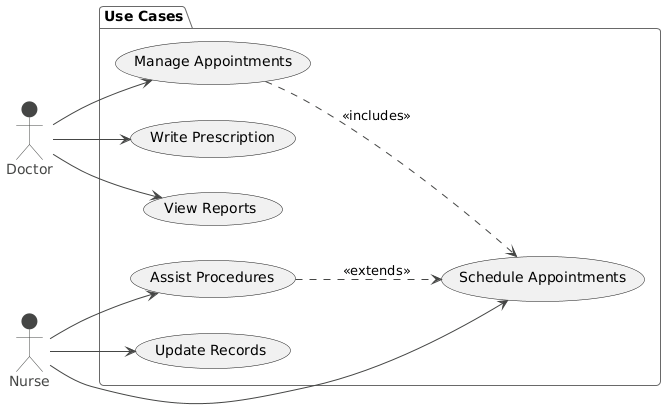 Use Cases
Manage Appointments
«includes»
Write Prescription
Doctor
View Reports
Assist Procedures
«extends»
Schedule Appointments
Update Records
Nurse